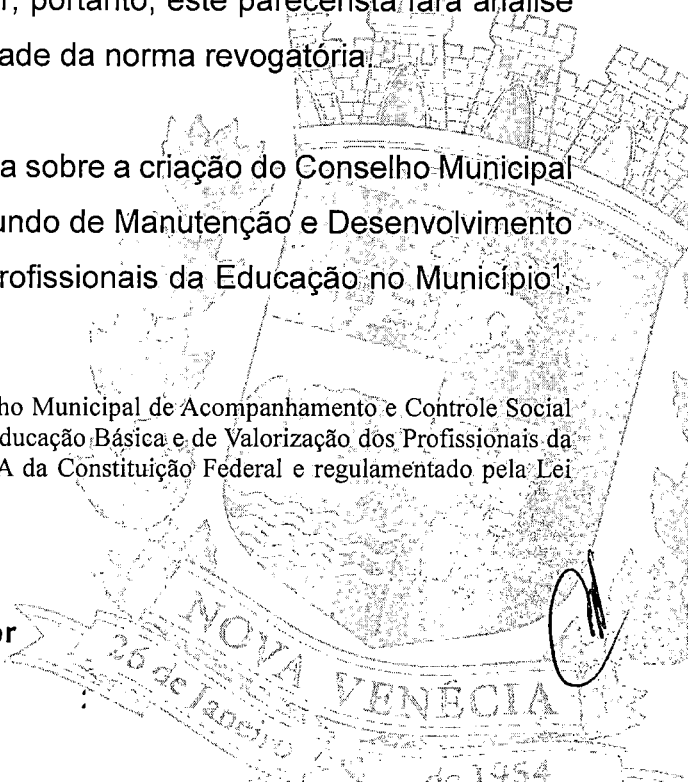 portanto, este parecerista fará análise
ade da norma revogatória.
a sobre a criação do Conselho Municipal
undo de Manutenção e Desenvolvimento
rofissionais da Educação no Município¹,
ho Municipal de Acompanhamento e Controle Social
ducação Básica e de Valorização dos Profissionais da
A da Constituição Federal e regulamentado pela Lei
or
NOVA VENÉCIA
26 de Janeiro
de 1954